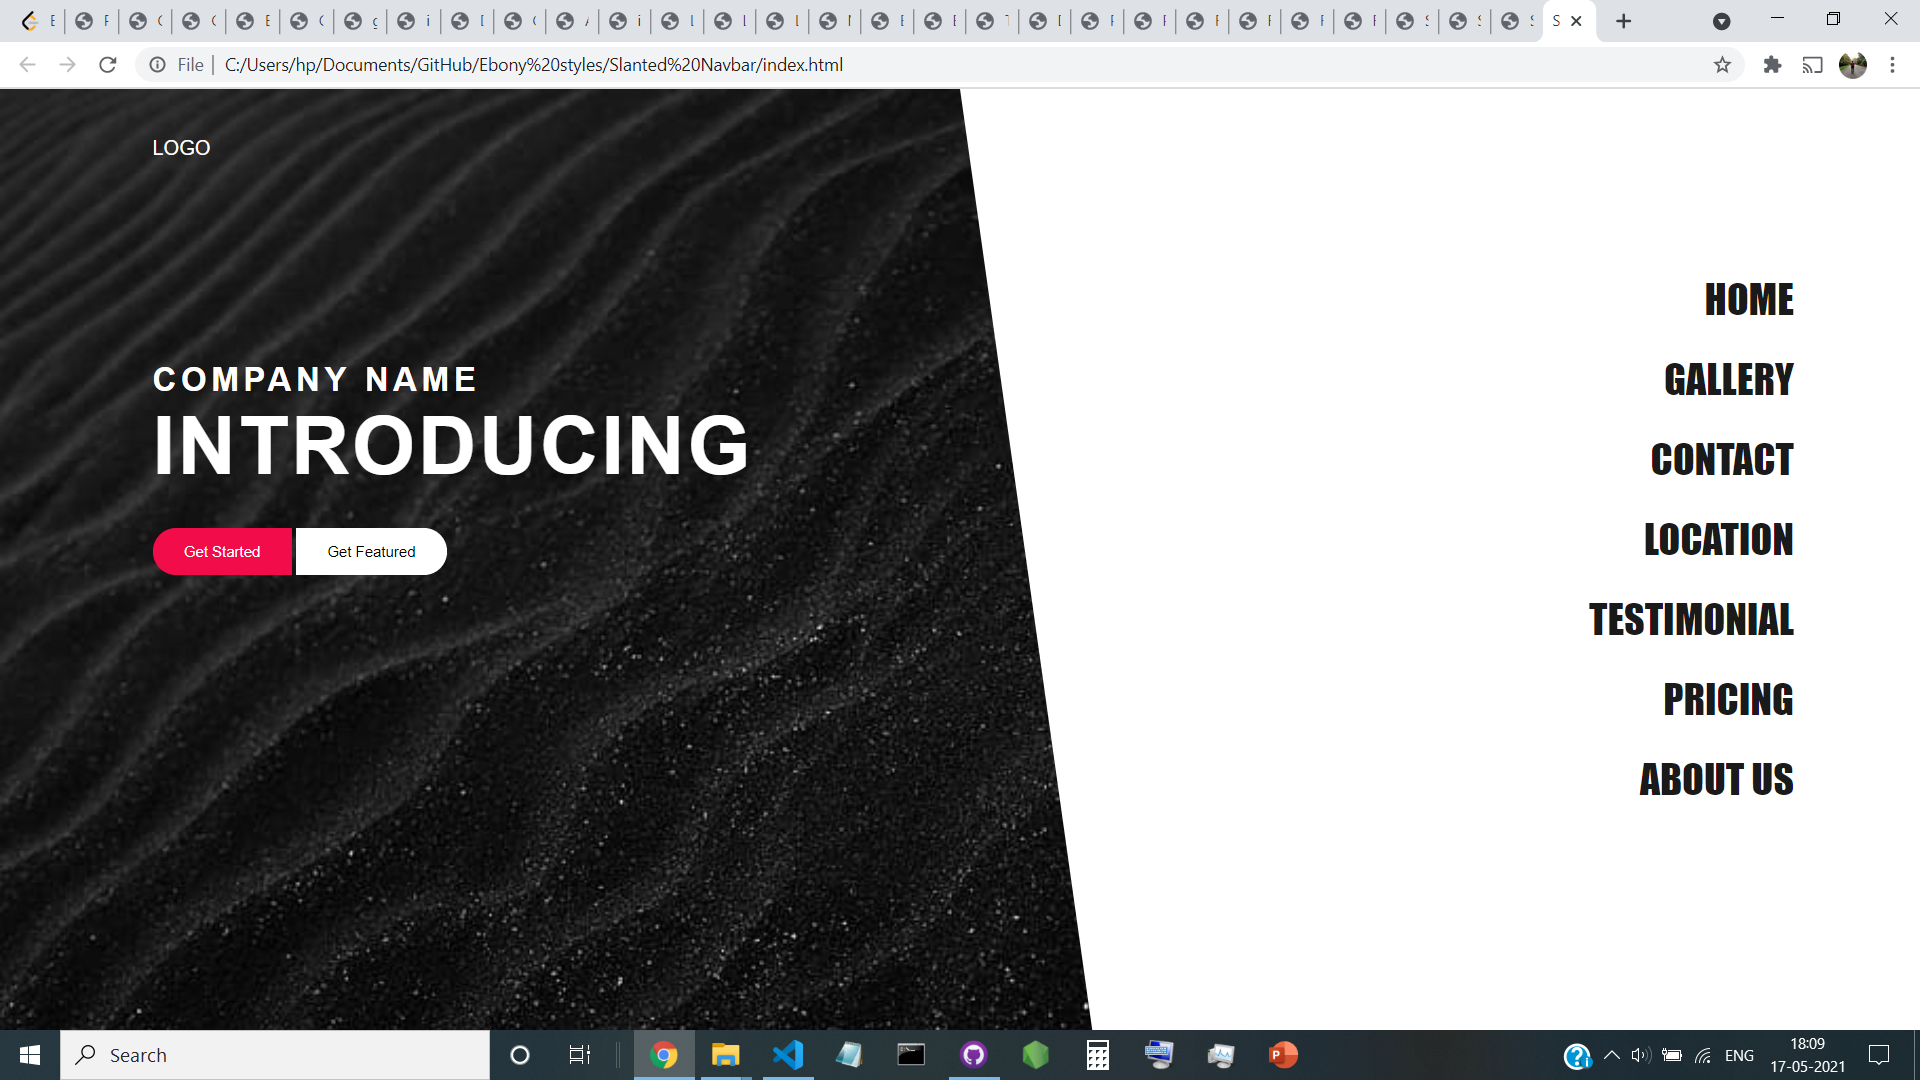 File | C:/Users/hp/Documents/GitHub/Ebony%20styles/Slanted%20Navbar/index.html
LOGO
COMPANY NAME
INTRODUCING
Get Started
Get Featured
HOME
GALLERY
CONTACT
LOCATION
TESTIMONIAL
PRICING
ABOUT US
Search
ENG
18:09
17-05-2021